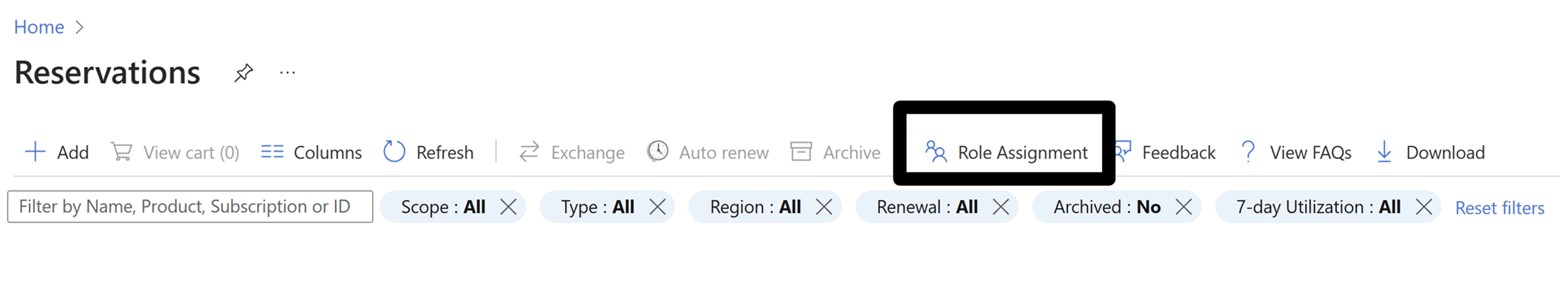 Home
Reservations
Add View cart (0) Columns Refresh Exchange Auto renew Archive Role Assignment Feedback View FAQs Download
Filter by Name, Product, Subscription or ID Scope : All Type : All Region : All Renewal : All Archived : No 7-day Utilization : All Reset filters